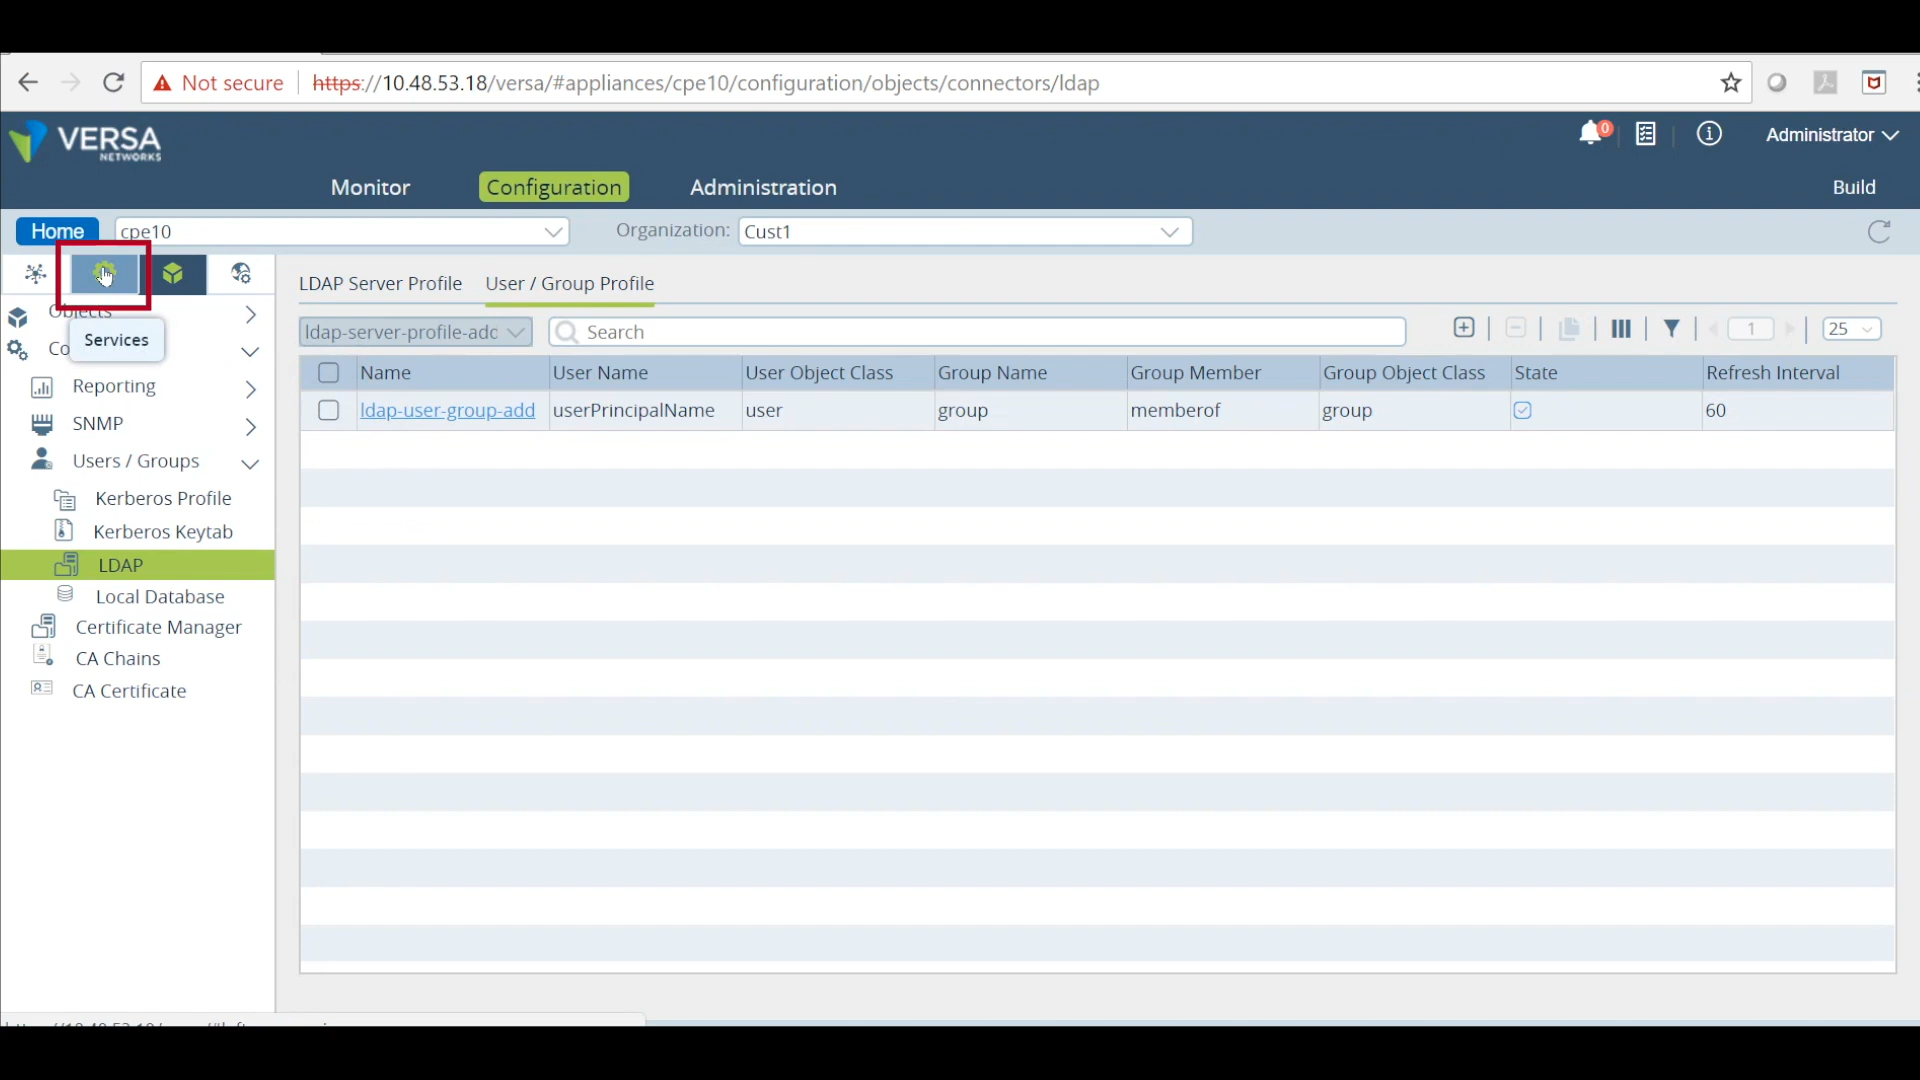 Not secure https://10.48.53.18/versa/#appliances/cpe10/configuration/objects/connectors/ldap
VERSA
NETWORKS
0
Administrator
Monitor Configuration Administration Build
Home cpe10 Organization: Cust1
LDAP Server Profile User / Group Profile
Objects
Services
Co
Reporting
SNMP
Users / Groups
Kerberos Profile
Kerberos Keytab
LDAP
Local Database
Certificate Manager
CA Chains
CA Certificate
ldap-server-profile-add Search 1 25
Name User Name User Object Class Group Name Group Member Group Object Class State Refresh Interval
ldap-user-group-add userPrincipalName user group memberof group 60